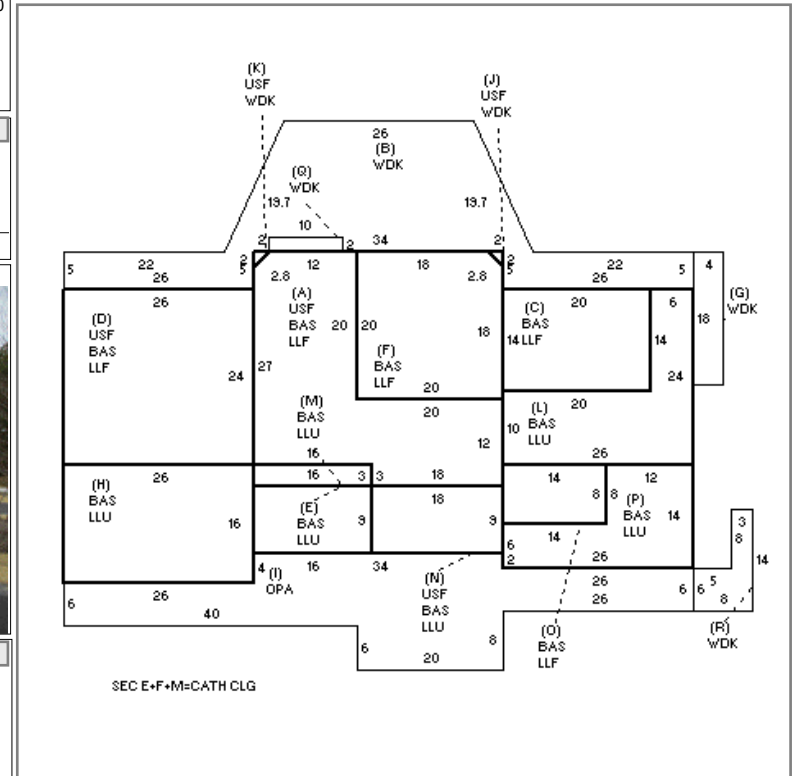 (K)
USF
WDK
(J)
USF
WDK
26
(B)
WDK
(Q)
WDK
19.7
19.7
10
2
2
34
2
5
22
26
2
5
12
18
2
5
22
26
5
4
2.8
2.8
(G)
WDK
26
(D)
USF
BAS
LLF
(A)
USF
BAS
LLF
20
20
(F)
BAS
LLF
18
20
(C)
BAS
LLF
14
6
14
18
24
27
24
20
20
20
(M)
BAS
LLU
12
10
(L)
BAS
LLU
16
26
26
16
3
3
18
14
12
(H)
BAS
LLU
18
8
8
(P)
BAS
LLU
14
16
(E)
BAS
LLU
9
9
3
8
14
6
14
2
26
4
(I)
OPA
16
34
(N)
USF
BAS
LLU
26
26
6
6
5
8
6
26
40
(O)
BAS
LLF
(R)
WDK
6
8
20
SEC E+F+M=CATH CLG